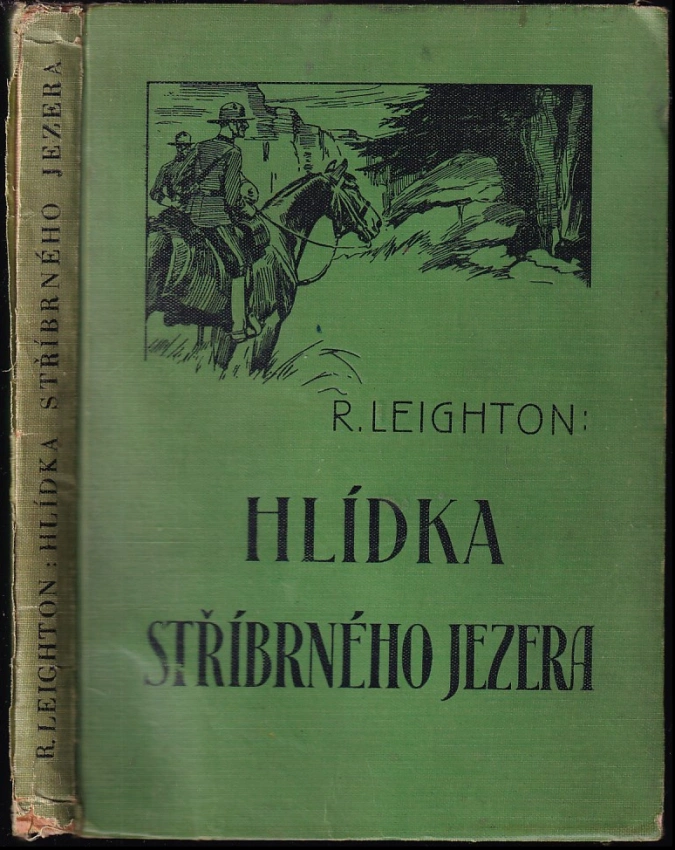 R. LEIGHTON: HLÍDKA STŘÍBRNÉHO JEZERA
R. LEIGHTON:
HLÍDKA
STŘÍBRNÉHO JEZERA